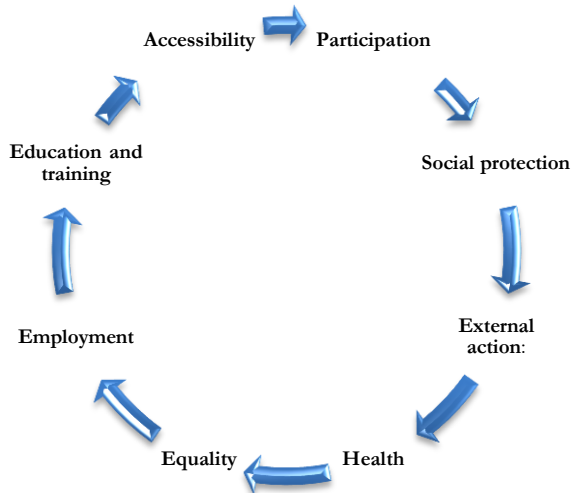 Accessibility
Participation
Social protection
External
action:
Health
Equality
Employment
Education and
training